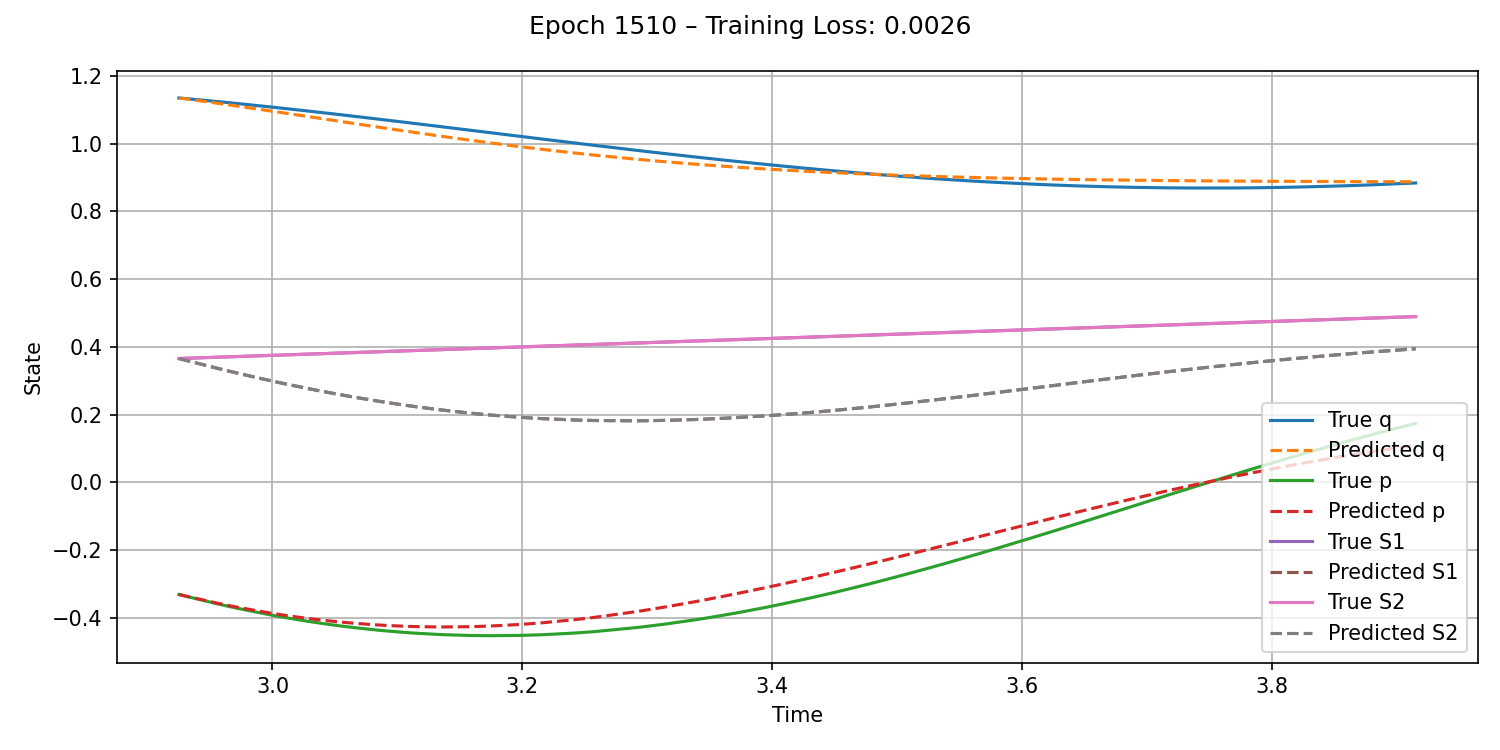 Epoch 1510 – Training Loss: 0.0026
1.2
1.0
0.8
0.6
0.4
0.2
0.0
−0.2
−0.4
State
True q
Predicted q
True p
Predicted p
True S1
Predicted S1
True S2
Predicted S2
3.0 3.2 3.4 3.6 3.8
Time